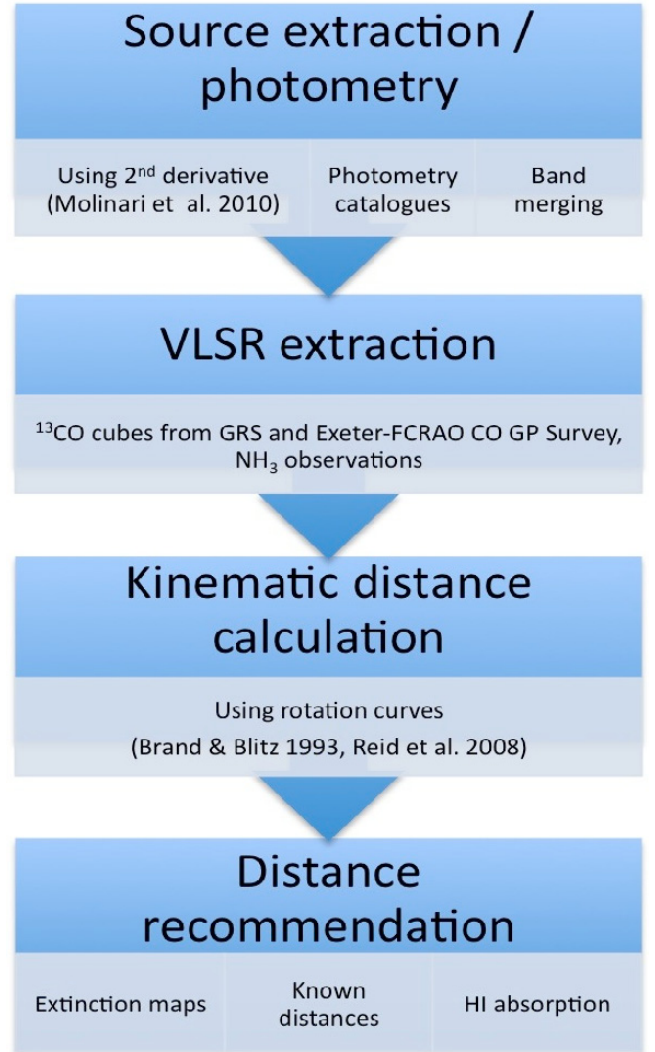 Source extraction /
photometry
Using 2nd derivative
(Molinari et al. 2010)
Photometry
catalogues
Band
merging
VLSR extraction
13CO cubes from GRS and Exeter-FCRAO CO GP Survey,
NH3 observations
Kinematic distance
calculation
Using rotation curves
(Brand & Blitz 1993, Reid et al. 2008)
Distance
recommendation
Extinction maps
Known
distances
HI absorption